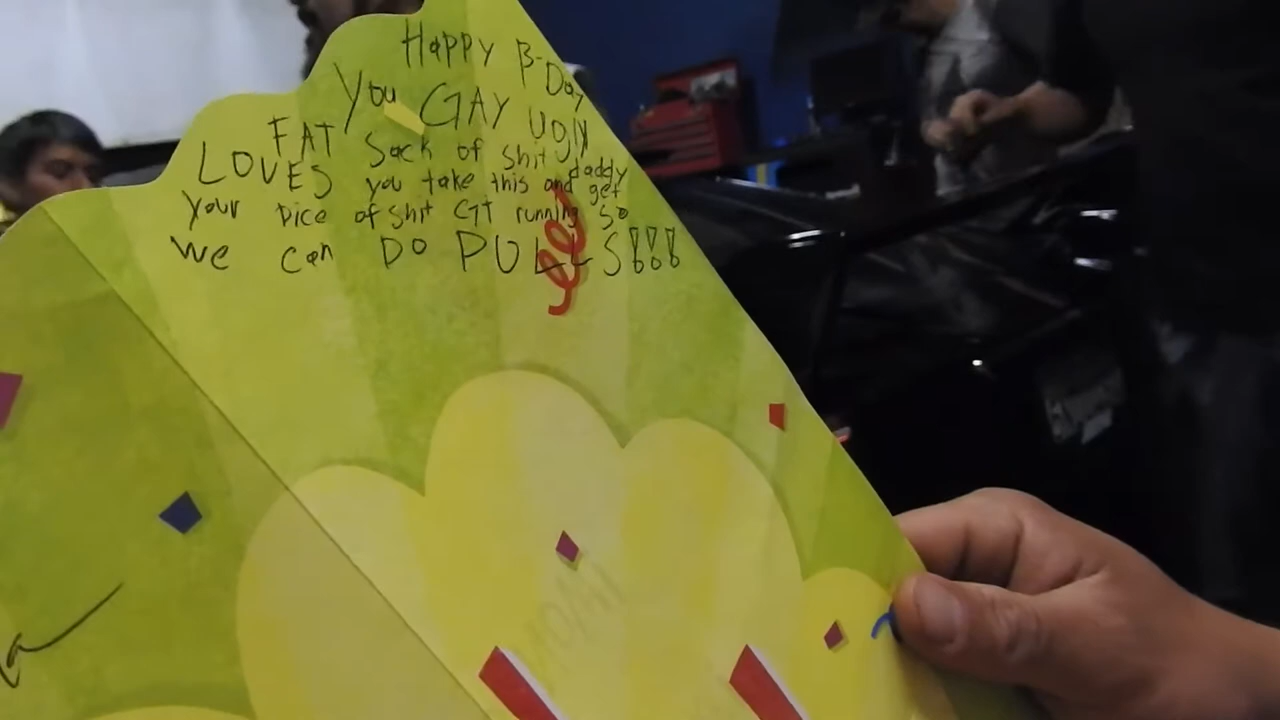 Happy B-Day
You GAY UGLY
FAT Sack of shit daddy
LOVES you take this and get
your Pice of shit GT running so
we can DO PULLS!!!